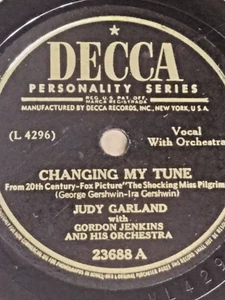 DECCA
PERSONALITY SERIES
REG. U.S. PAT. OFF.
MARCA REGISTRADA
MANUFACTURED BY DECCA RECORDS, INC., NEW YORK, U.S.A.
(L 4296)
Vocal
With Orchestra
CHANGING MY TUNE
From 20th Century-Fox Picture "The Shocking Miss Pilgrim
(George Gershwin-Ira Gershwin)
JUDY GARLAND
with
GORDON JENKINS
AND HIS ORCHESTRA
23688 A